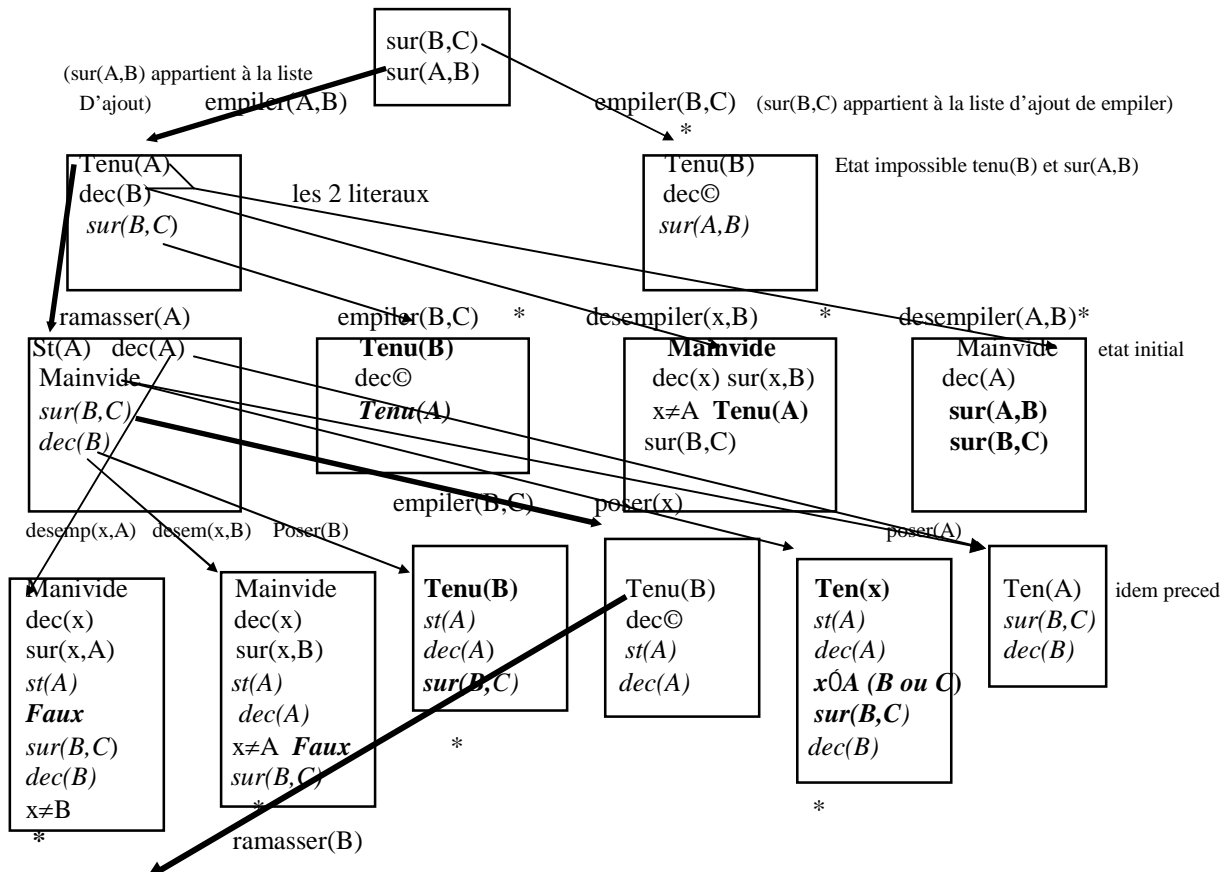 sur(B,C)
sur(A,B)
(sur(A,B) appartient à la liste
D'ajout) empiler(A,B)
empiler(B,C) (sur(B,C) appartient à la liste d'ajout de empiler)
*
Tenu(A)
dec(B)
sur(B,C)
les 2 literaux
Tenu(B)
dec©
sur(A,B)
Etat impossible tenu(B) et sur(A,B)
ramasser(A)
empiler(B,C) *
desempiler(x,B) *
desempiler(A,B)*
St(A) dec(A)
Mainvide
sur(B,C)
dec(B)
Tenu(B)
dec©
Tenu(A)
Mainvide
dec(x) sur(x,B)
x≠A Tenu(A)
sur(B,C)
Mainvide
dec(A)
sur(A,B)
sur(B,C)
etat initial
desemp(x,A) desem(x,B) Poser(B)
empiler(B,C)
poser(x)
poser(A)
Manivide
dec(x)
sur(x,A)
st(A)
Faux
sur(B,C)
dec(B)
x≠B
*
Mainvide
dec(x)
sur(x,B)
st(A)
dec(A)
x≠A Faux
sur(B,C)
*
Tenu(B)
st(A)
dec(A)
sur(B,C)
*
Tenu(B)
dec©
st(A)
dec(A)
Ten(x)
st(A)
dec(A)
xÓA (B ou C)
sur(B,C)
dec(B)
*
Ten(A)
sur(B,C)
dec(B)
idem preced
ramasser(B)